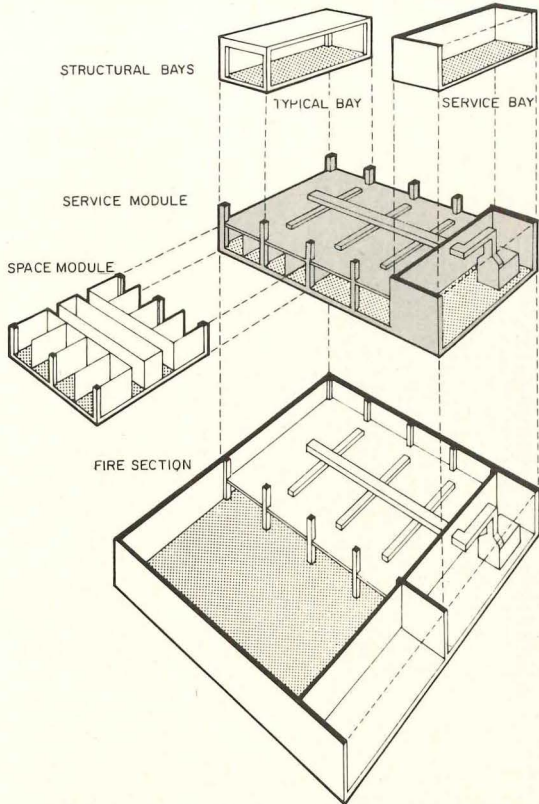 STRUCTURAL BAYS
TYPICAL BAY
SERVICE BAY
SERVICE MODULE
SPACE MODULE
FIRE SECTION